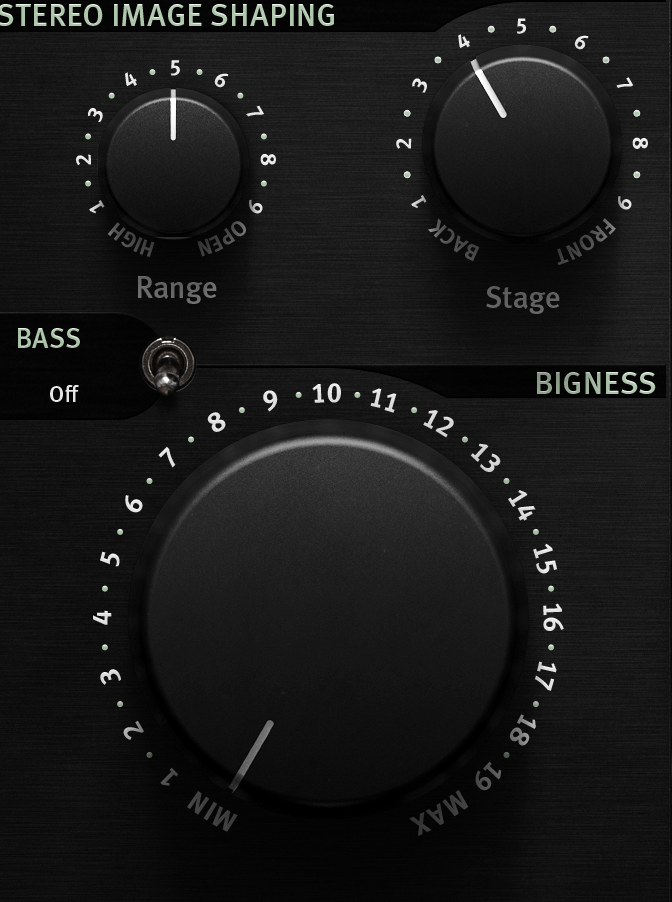 STEREO IMAGE SHAPING
1 2 3 4 5 6 7 8 9
HIGH OPEN
Range
1 2 3 4 5 6 7 8 9
BACK FRONT
Stage
BASS
Off
BIGNESS
MIN 1 2 3 4 5 6 7 8 9 10 11 12 13 14 15 16 17 18 19 MAX